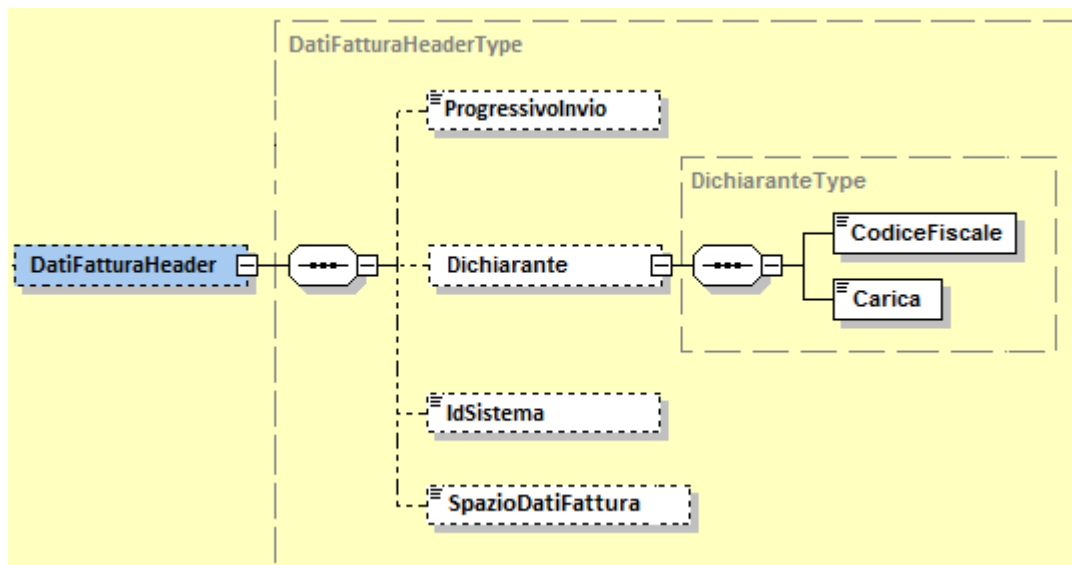 DatiFatturaHeaderType
ProgressivoInvio
DichiaranteType
CodiceFiscale
DatiFatturaHeader
Dichiarante
Carica
IdSistema
SpazioDatiFattura